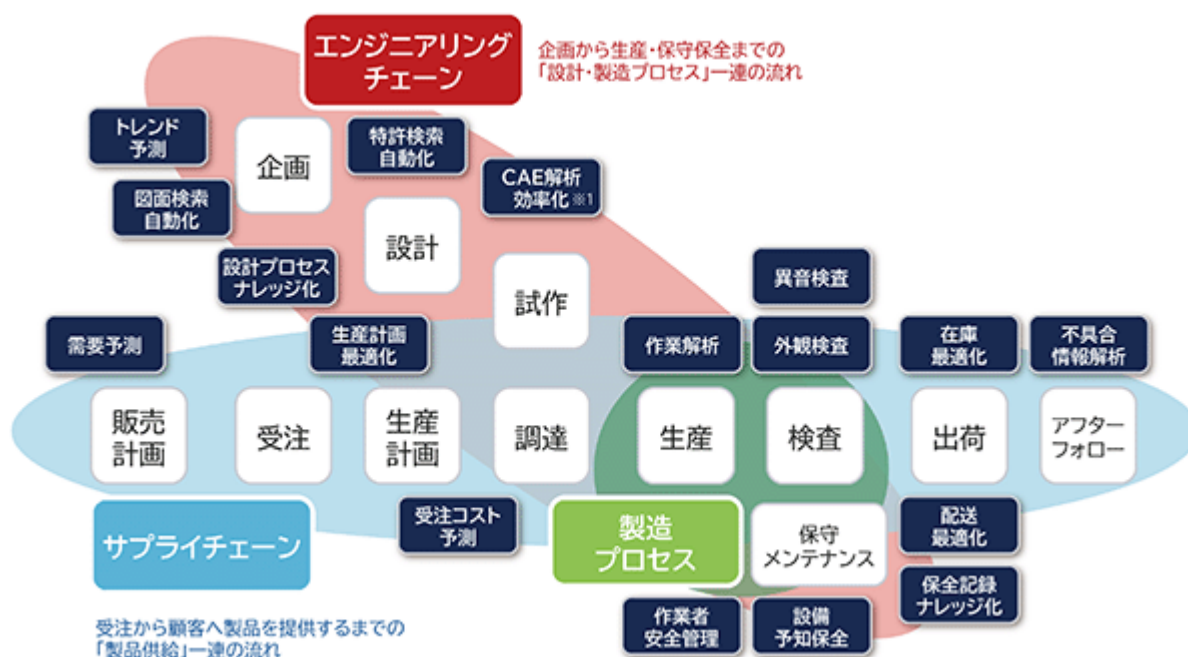 エンジニアリング
チェーン
企画から生産・保守保全までの
「設計・製造プロセス」一連の流れ
トレンド
予測
企画
特許検索
自動化
CAE解析
効率化 ※1
図面検索
自動化
設計
設計プロセス
ナレッジ化
試作
異音検査
需要予測
生産計画
最適化
作業解析
外観検査
在庫
最適化
不具合
情報解析
販売
計画
受注
生産
計画
調達
生産
検査
出荷
アフター
フォロー
サプライチェーン
受注コスト
予測
製造
プロセス
保守
メンテナンス
配送
最適化
保全記録
ナレッジ化
作業者
安全管理
設備
予知保全
受注から顧客へ製品を提供するまでの
「製品供給」一連の流れ